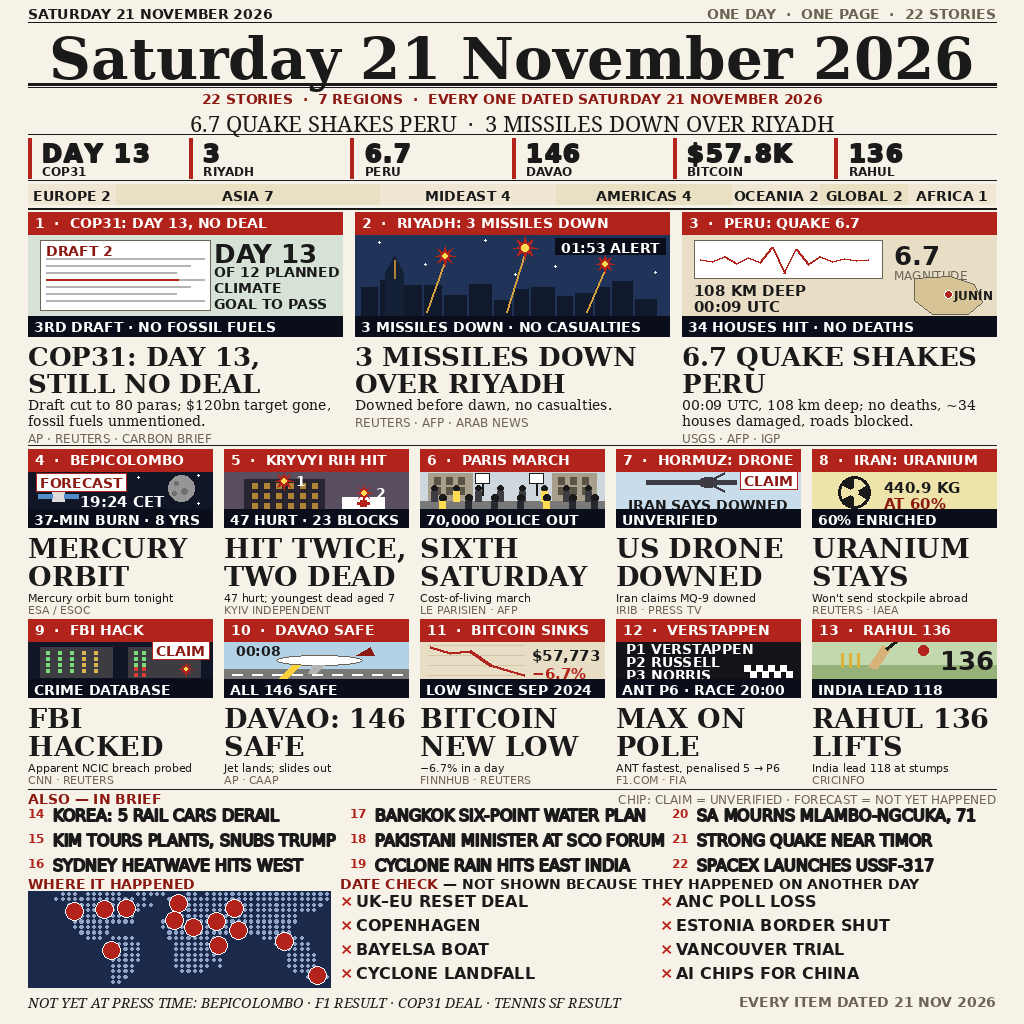 SATURDAY 21 NOVEMBER 2026
ONE DAY · ONE PAGE · 22 STORIES
Saturday 21 November 2026
22 STORIES · 7 REGIONS · EVERY ONE DATED SATURDAY 21 NOVEMBER 2026
6.7 QUAKE SHAKES PERU · 3 MISSILES DOWN OVER RIYADH
DAY 13
COP31
3
RIYADH
6.7
PERU
146
DAVAO
$57.8K
BITCOIN
136
RAHUL
EUROPE 2
ASIA 7
MIDEAST 4
AMERICAS 4
OCEANIA 2
GLOBAL 2
AFRICA 1
1 · COP31: DAY 13, NO DEAL
DRAFT 2
DAY 13
OF 12 PLANNED
CLIMATE
GOAL TO PASS
3RD DRAFT · NO FOSSIL FUELS
COP31: DAY 13,
STILL NO DEAL
Draft cut to 80 paras; $120bn target gone,
fossil fuels unmentioned.
AP · REUTERS · CARBON BRIEF
2 · RIYADH: 3 MISSILES DOWN
01:53 ALERT
3 MISSILES DOWN · NO CASUALTIES
3 MISSILES DOWN
OVER RIYADH
Downed before dawn, no casualties.
REUTERS · AFP · ARAB NEWS
3 · PERU: QUAKE 6.7
6.7
MAGNITUDE
108 KM DEEP
00:09 UTC
JUNÍN
34 HOUSES HIT · NO DEATHS
6.7 QUAKE SHAKES
PERU
00:09 UTC, 108 km deep; no deaths, ~34
houses damaged, roads blocked.
USGS · AFP · IGP
4 · BEPICOLOMBO
FORECAST
19:24 CET
37-MIN BURN · 8 YRS
MERCURY
ORBIT
Mercury orbit burn tonight
ESA / ESOC
5 · KRYVYI RIH HIT
1
2
47 HURT · 23 BLOCKS
HIT TWICE,
TWO DEAD
47 hurt; youngest dead aged 7
KYIV INDEPENDENT
6 · PARIS MARCH
70,000 POLICE OUT
SIXTH
SATURDAY
Cost-of-living march
LE PARISIEN · AFP
7 · HORMUZ: DRONE
CLAIM
IRAN SAYS DOWNED
UNVERIFIED
US DRONE
DOWNED
Iran claims MQ-9 downed
IRIB · PRESS TV
8 · IRAN: URANIUM
440.9 KG
AT 60%
60% ENRICHED
URANIUM
STAYS
Won't send stockpile abroad
REUTERS · IAEA
9 · FBI HACK
CLAIM
CRIME DATABASE
FBI
HACKED
Apparent NCIC breach probed
CNN · REUTERS
10 · DAVAO SAFE
00:08
ALL 146 SAFE
DAVAO: 146
SAFE
Jet lands; slides out
AP · CAAP
11 · BITCOIN SINKS
$57,773
−6.7%
LOW SINCE SEP 2024
BITCOIN
NEW LOW
−6.7% in a day
FINNHUB · REUTERS
12 · VERSTAPPEN
P1 VERSTAPPEN
P2 RUSSELL
P3 NORRIS
ANT P6 · RACE 20:00
MAX ON
POLE
ANT fastest, penalised 5 → P6
F1.COM · FIA
13 · RAHUL 136
136
INDIA LEAD 118
RAHUL 136
LIFTS
India lead 118 at stumps
CRICINFO
ALSO — IN BRIEF
CHIP: CLAIM = UNVERIFIED · FORECAST = NOT YET HAPPENED
14 KOREA: 5 RAIL CARS DERAIL
15 KIM TOURS PLANTS, SNUBS TRUMP
16 SYDNEY HEATWAVE HITS WEST
17 BANGKOK SIX-POINT WATER PLAN
18 PAKISTANI MINISTER AT SCO FORUM
19 CYCLONE RAIN HITS EAST INDIA
20 SA MOURNS MLAMBO-NGCUKA, 71
21 STRONG QUAKE NEAR TIMOR
22 SPACEX LAUNCHES USSF-317
WHERE IT HAPPENED
DATE CHECK — NOT SHOWN BECAUSE THEY HAPPENED ON ANOTHER DAY
× UK–EU RESET DEAL
× COPENHAGEN
× BAYELSA BOAT
× CYCLONE LANDFALL
× ANC POLL LOSS
× ESTONIA BORDER SHUT
× VANCOUVER TRIAL
× AI CHIPS FOR CHINA
NOT YET AT PRESS TIME: BEPICOLOMBO · F1 RESULT · COP31 DEAL · TENNIS SF RESULT
EVERY ITEM DATED 21 NOV 2026